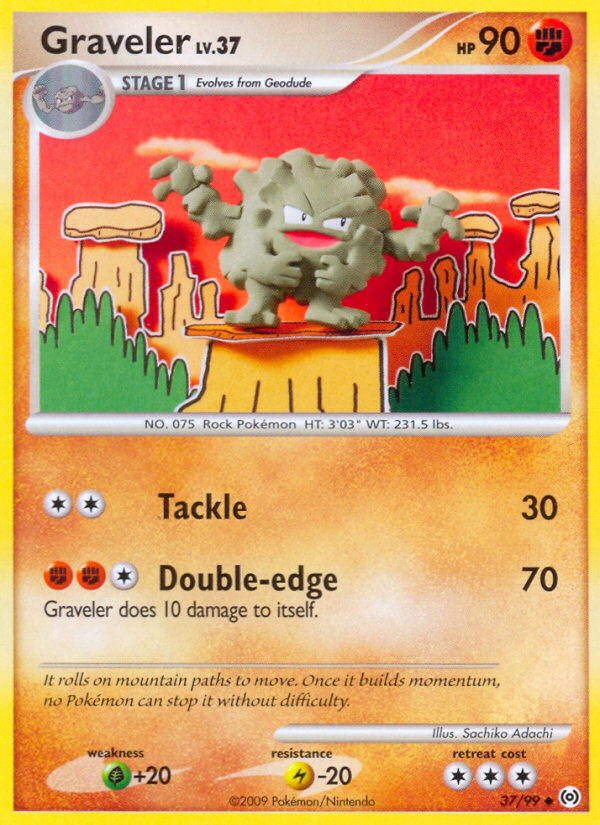 Graveler LV.37 HP 90
STAGE 1 Evolves from Geodude
NO. 075 Rock Pokémon HT: 3'03" WT: 231.5 lbs.
Tackle 30
Double-edge 70
Graveler does 10 damage to itself.
It rolls on mountain paths to move. Once it builds momentum,
no Pokémon can stop it without difficulty.
Illus. Sachiko Adachi
weakness resistance retreat cost
+20 -20
©2009 Pokémon/Nintendo 37/99